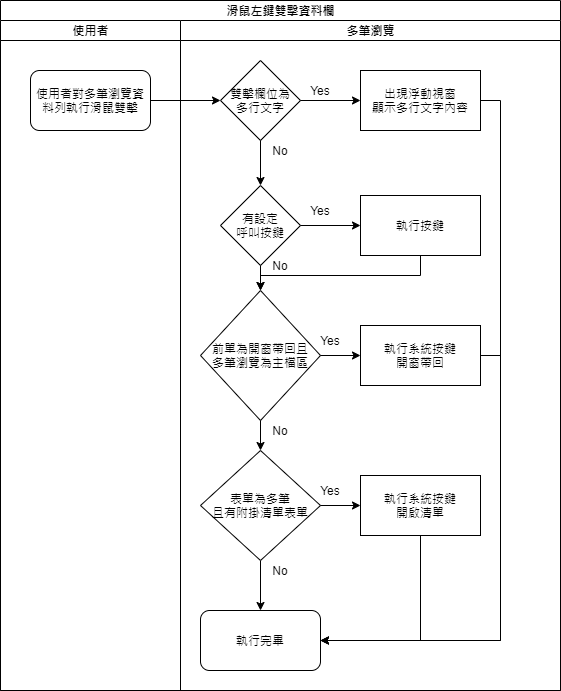 滑鼠左鍵雙擊資料欄
使用者
多筆瀏覽
使用者對多筆瀏覽資
料列執行滑鼠雙擊
雙擊欄位為
多行文字
Yes
出現浮動視窗
顯示多行文字內容
No
有設定
呼叫按鍵
Yes
執行按鍵
No
前單為開窗帶回且
多筆瀏覽為主檔區
Yes
執行系統按鍵
開窗帶回
No
表單為多筆
且有附掛清單表單
Yes
執行系統按鍵
開啟清單
No
執行完畢